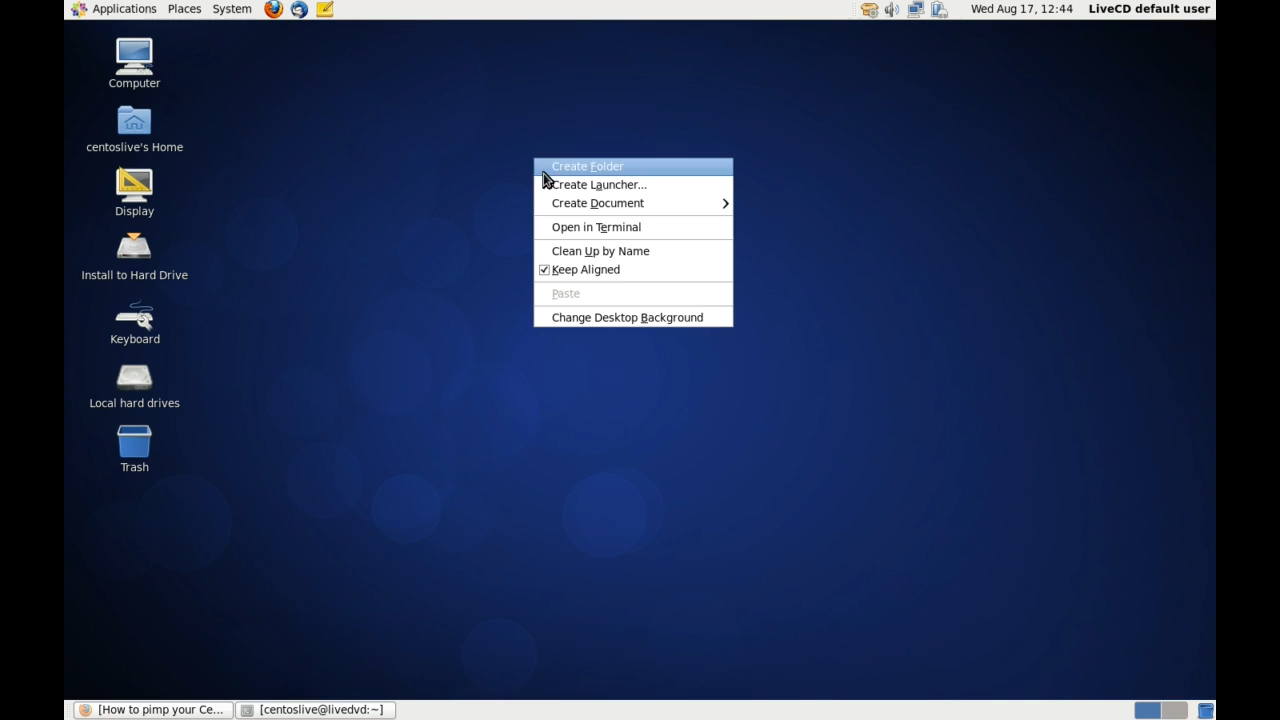 Applications Places System
Wed Aug 17, 12:44 LiveCD default user
Computer
centoslive's Home
Display
Install to Hard Drive
Keyboard
Local hard drives
Trash
Create Folder
Create Launcher...
Create Document
Open in Terminal
Clean Up by Name
Keep Aligned
Paste
Change Desktop Background
[How to pimp your Ce...
[centoslive@livedvd:~]